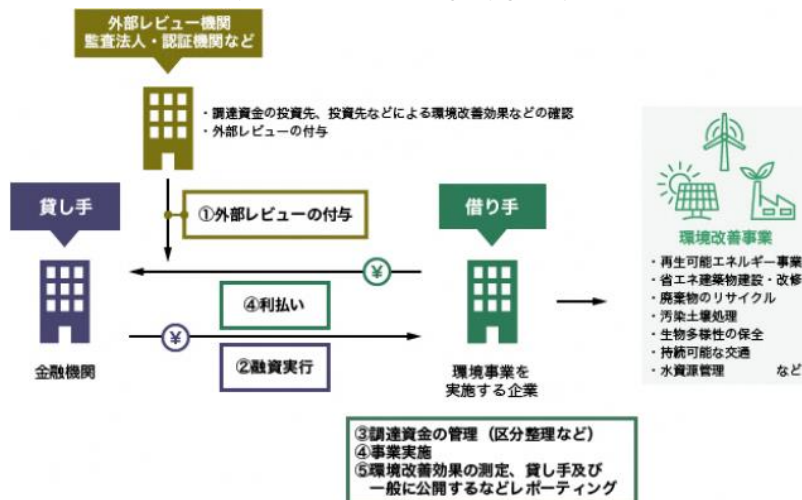 外部レビュー機関
監査法人・認証機関など
・調達資金の投資先、投資先などによる環境改善効果などの確認
・外部レビューの付与
貸し手
①外部レビューの付与
借り手
¥
④利払い
¥
②融資実行
金融機関
環境事業を
実施する企業
環境改善事業
・再生可能エネルギー事業
・省エネ建築物建設・改修
・廃棄物のリサイクル
・汚染土壌処理
・生物多様性の保全
・持続可能な交通
・水資源管理 など
③調達資金の管理（区分整理など）
④事業実施
⑤環境改善効果の測定、貸し手及び
一般に公開するなどレポーティング